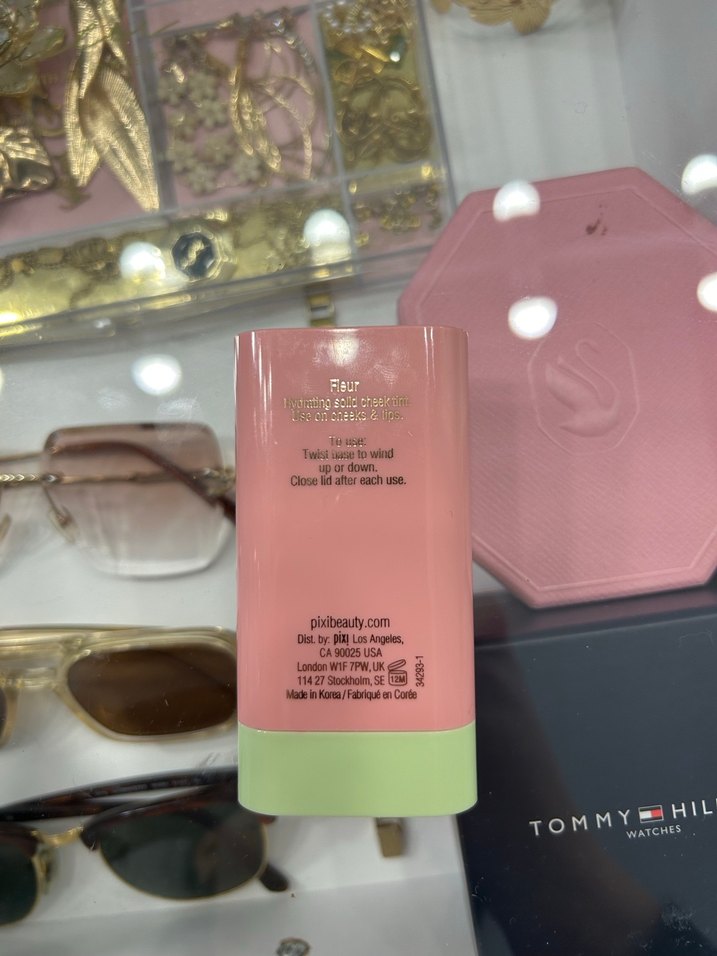 Fleur
Hydrating solid cheek tint.
Use on cheeks & lips.
To use:
Twist base to wind
up or down.
Close lid after each use.
pixibeauty.com
Dist. by: pixi Los Angeles,
CA 90025 USA
London W1F 7PW, UK
114 27 Stockholm, SE
12M
34293-1
Made in Korea / Fabriqué en Corée
TOMMY HIL
WATCHES